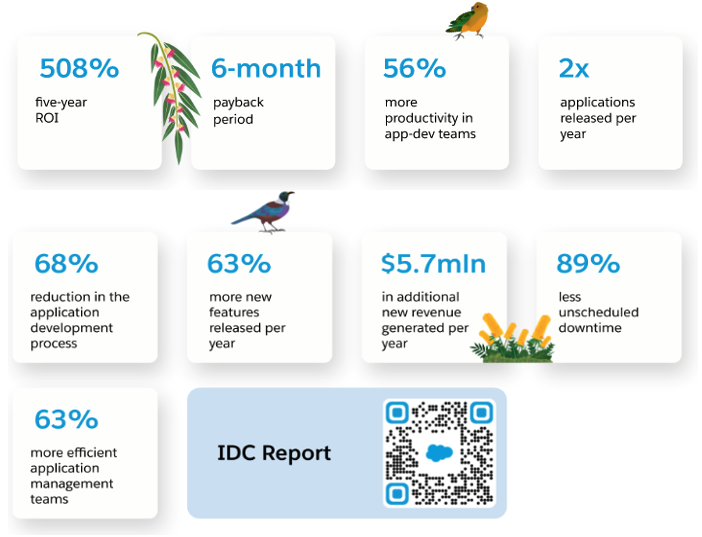 508%
five-year
ROI
6-month
payback
period
56%
more
productivity in
app-dev teams
2x
applications
released per
year
68%
reduction in the
application
development
process
63%
more new
features
released per
year
$5.7mln
in additional
new revenue
generated per
year
89%
less
unscheduled
downtime
63%
more efficient
application
management
teams
IDC Report